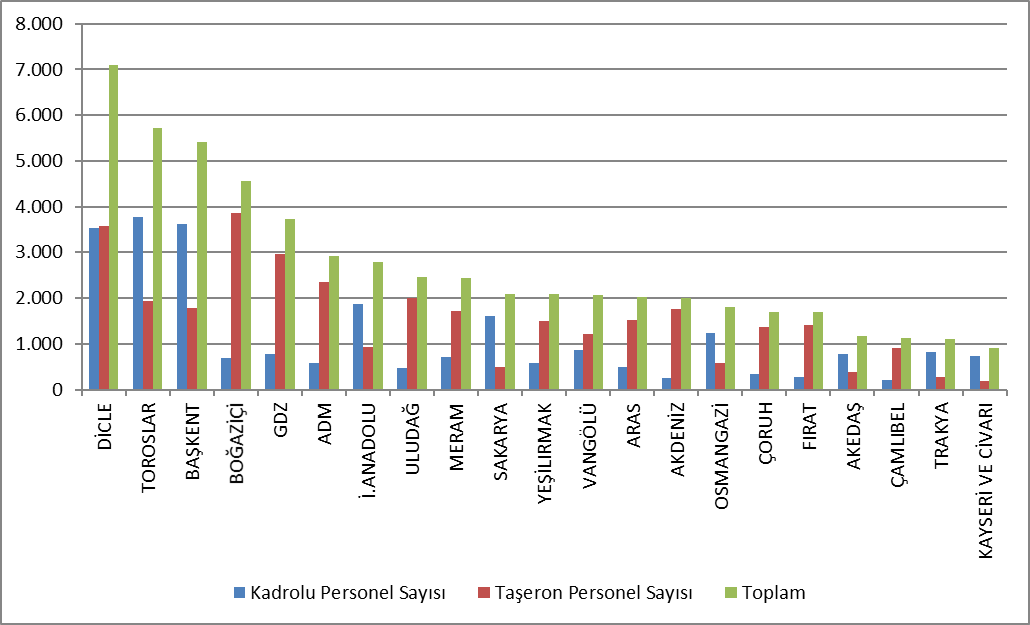 8.000
7.000
6.000
5.000
4.000
3.000
2.000
1.000
0
DİCLE
TOROSLAR
BAŞKENT
BOĞAZİÇİ
GDZ
ADM
İ.ANADOLU
ULUDAĞ
MERAM
SAKARYA
YEŞİLIRMAK
VANGÖLÜ
ARAS
AKDENİZ
OSMANGAZİ
ÇORUH
FIRAT
AKEDAŞ
ÇAMLIBEL
TRAKYA
KAYSERİ VE CİVARI
Kadrolu Personel Sayısı Taşeron Personel Sayısı Toplam